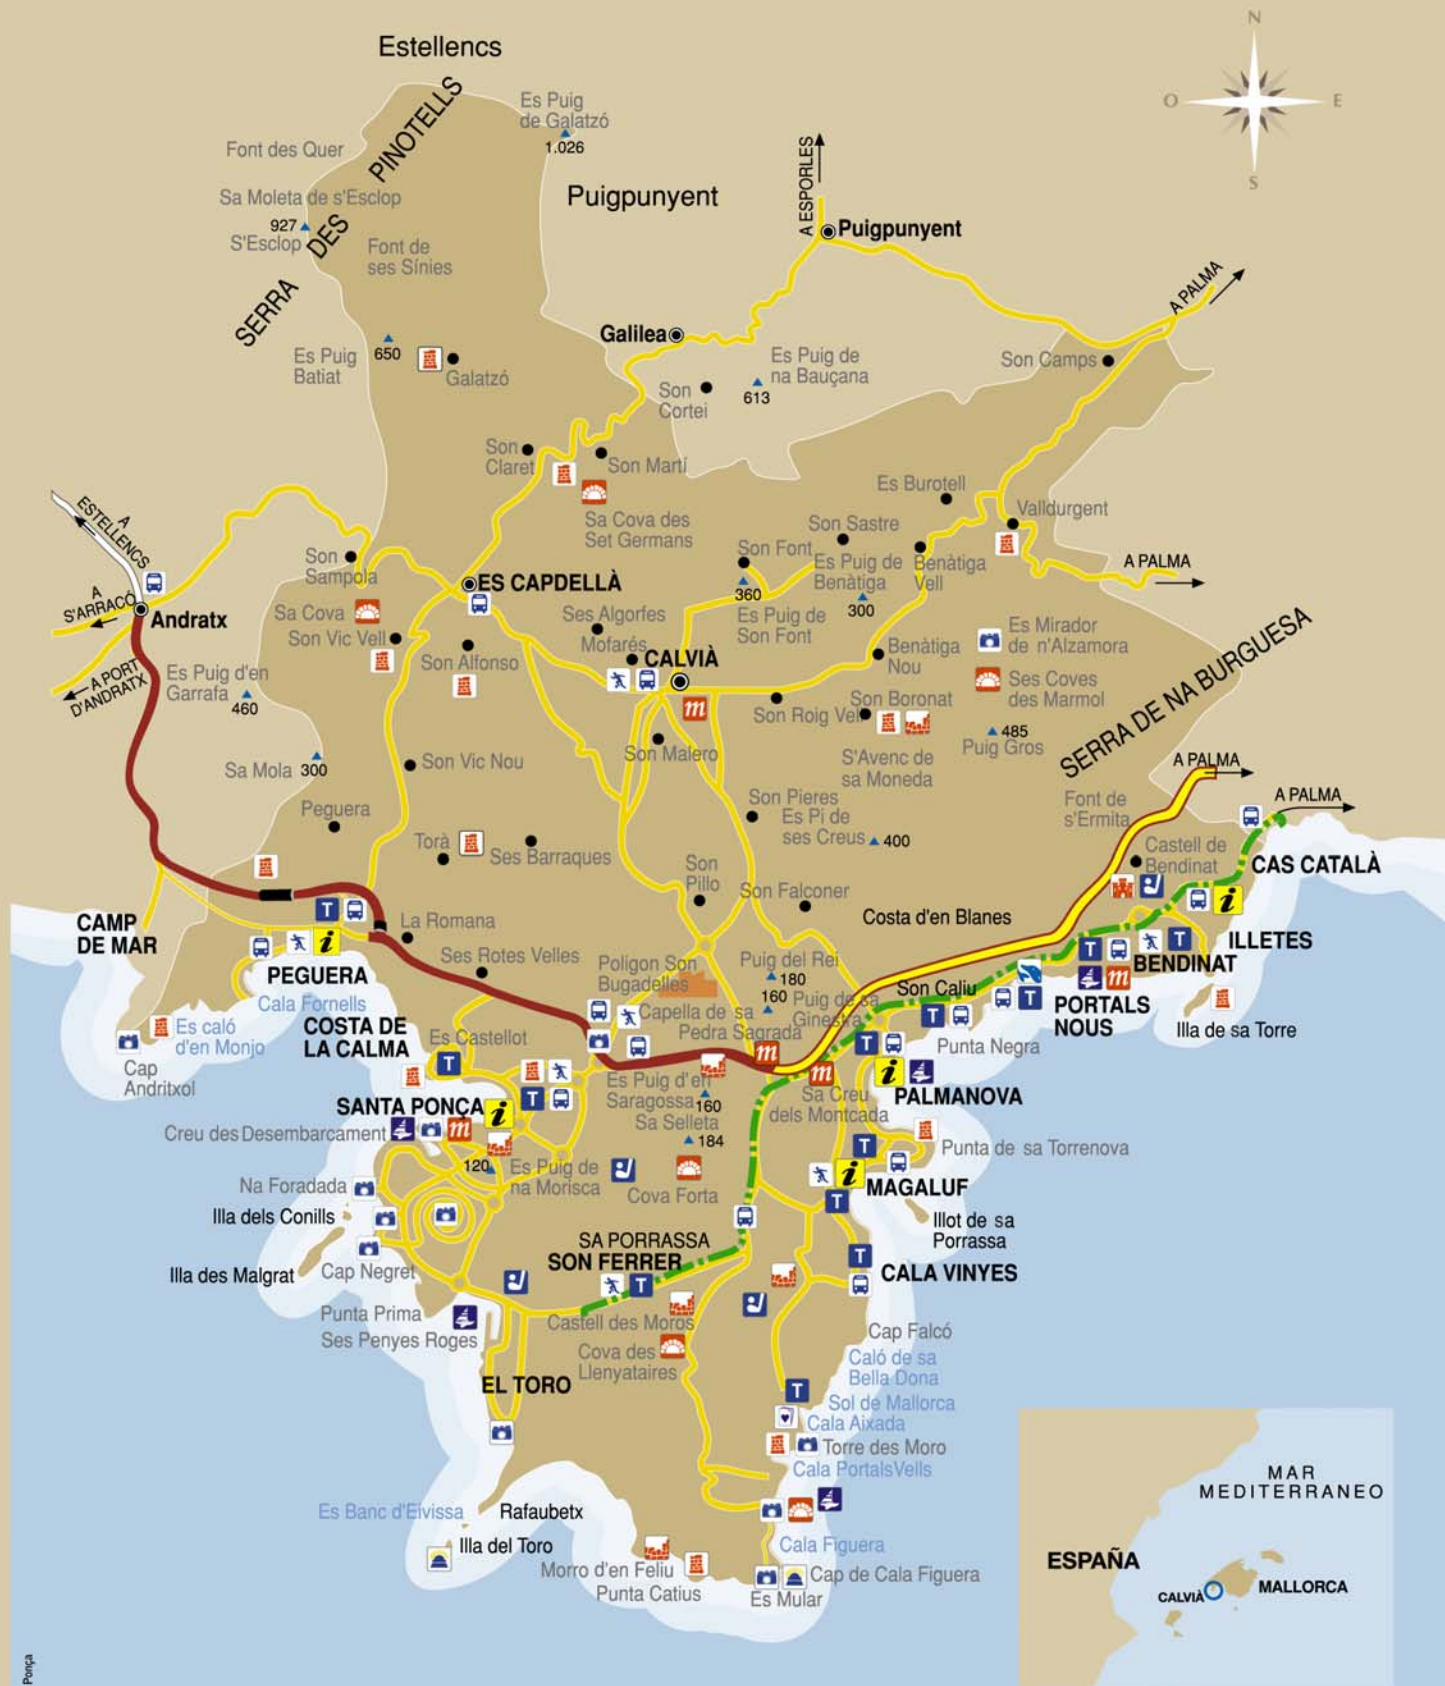 N
O
E
S
Estellencs
SERRA DES PINOTELLS
Es Puig
de Galatzó
1.026
Font des Quer
Sa Moleta de s'Esclop
927
S'Esclop
Font de
ses Sínies
Puigpunyent
A ESPORLES
Puigpunyent
A PALMA
Galilea
Es Puig
Batiat
650
Galatzó
Es Puig de
na Bauçana
613
Son
Cortei
Son Camps
Son
Claret
Son Martí
Sa Cova des
Set Germans
Es Burotell
Son Sastre
Valldurgent
Son Font
360
Es Puig de
Son Font
Es Puig de
Benàtiga
300
Benàtiga
Vell
A PALMA
A
ESTELLENCS
A
S'ARRACÓ
Andratx
A PORT
D'ANDRATX
Son
Sampola
ES CAPDELLÀ
Sa Cova
Son Vic Vell
Son Alfonso
Ses Algorfes
Mofarés
CALVIÀ
Benàtiga
Nou
Es Mirador
de n'Alzamora
Ses Coves
des Marmol
SERRA DE NA BURGUESA
Es Puig d'en
Garrafa
460
Son Roig Vell
Son Boronat
S'Avenc de
sa Moneda
485
Puig Gros
Sa Mola
300
Son Vic Nou
Son Malero
A PALMA
A PALMA
Peguera
Son Pieres
Es Pi de
ses Creus
400
Font de
s'Ermita
Torà
Ses Barraques
Castell de
Bendinat
CAS CATALÀ
Son
Pillo
Son Falconer
Costa d'en Blanes
CAMP
DE MAR
T
La Romana
i
PEGUERA
Ses Rotes Velles
Cala Fornells
Poligon Son
Bugadelles
Puig del Rei
180
160
Puig de sa
Ginestra
Son Caliu
i
T
T
ILLETES
BENDINAT
m
T
PORTALS
NOUS
Illa de sa Torre
Es caló
d'en Monjo
Cap
Andritxol
COSTA DE
LA CALMA
Es Castellot
T
Capella de sa
Pedra Sagrada
m
m
T
T
Punta Negra
i
PALMANOVA
Es Puig d'en
Saragossa
160
Sa Creu
dels Montcada
SANTA PONÇA
i
T
Creu des Desembarcament
m
Sa Selleta
184
120
Es Puig de
na Morisca
Cova Forta
T
Punta de sa Torrenova
i
MAGALUF
T
Na Foradada
Illa dels Conills
Illot de sa
Porrassa
Illa des Malgrat
Cap Negret
SA PORRASSA
SON FERRER
T
T
CALA VINYES
Punta Prima
Ses Penyes Roges
Castell des Moros
Cova des
Llenyataires
Cap Falcó
Caló de sa
Bella Dona
EL TORO
T
Sol de Mallorca
Cala Aixada
Torre des Moro
Cala PortalsVells
Es Banc d'Eivissa
Rafaubetx
Illa del Toro
Cala Figuera
Morro d'en Feliu
Punta Catius
Es Mular
Cap de Cala Figuera
m
MAR
MEDITERRANEO
ESPAÑA
CALVIÀ
MALLORCA
Ponça